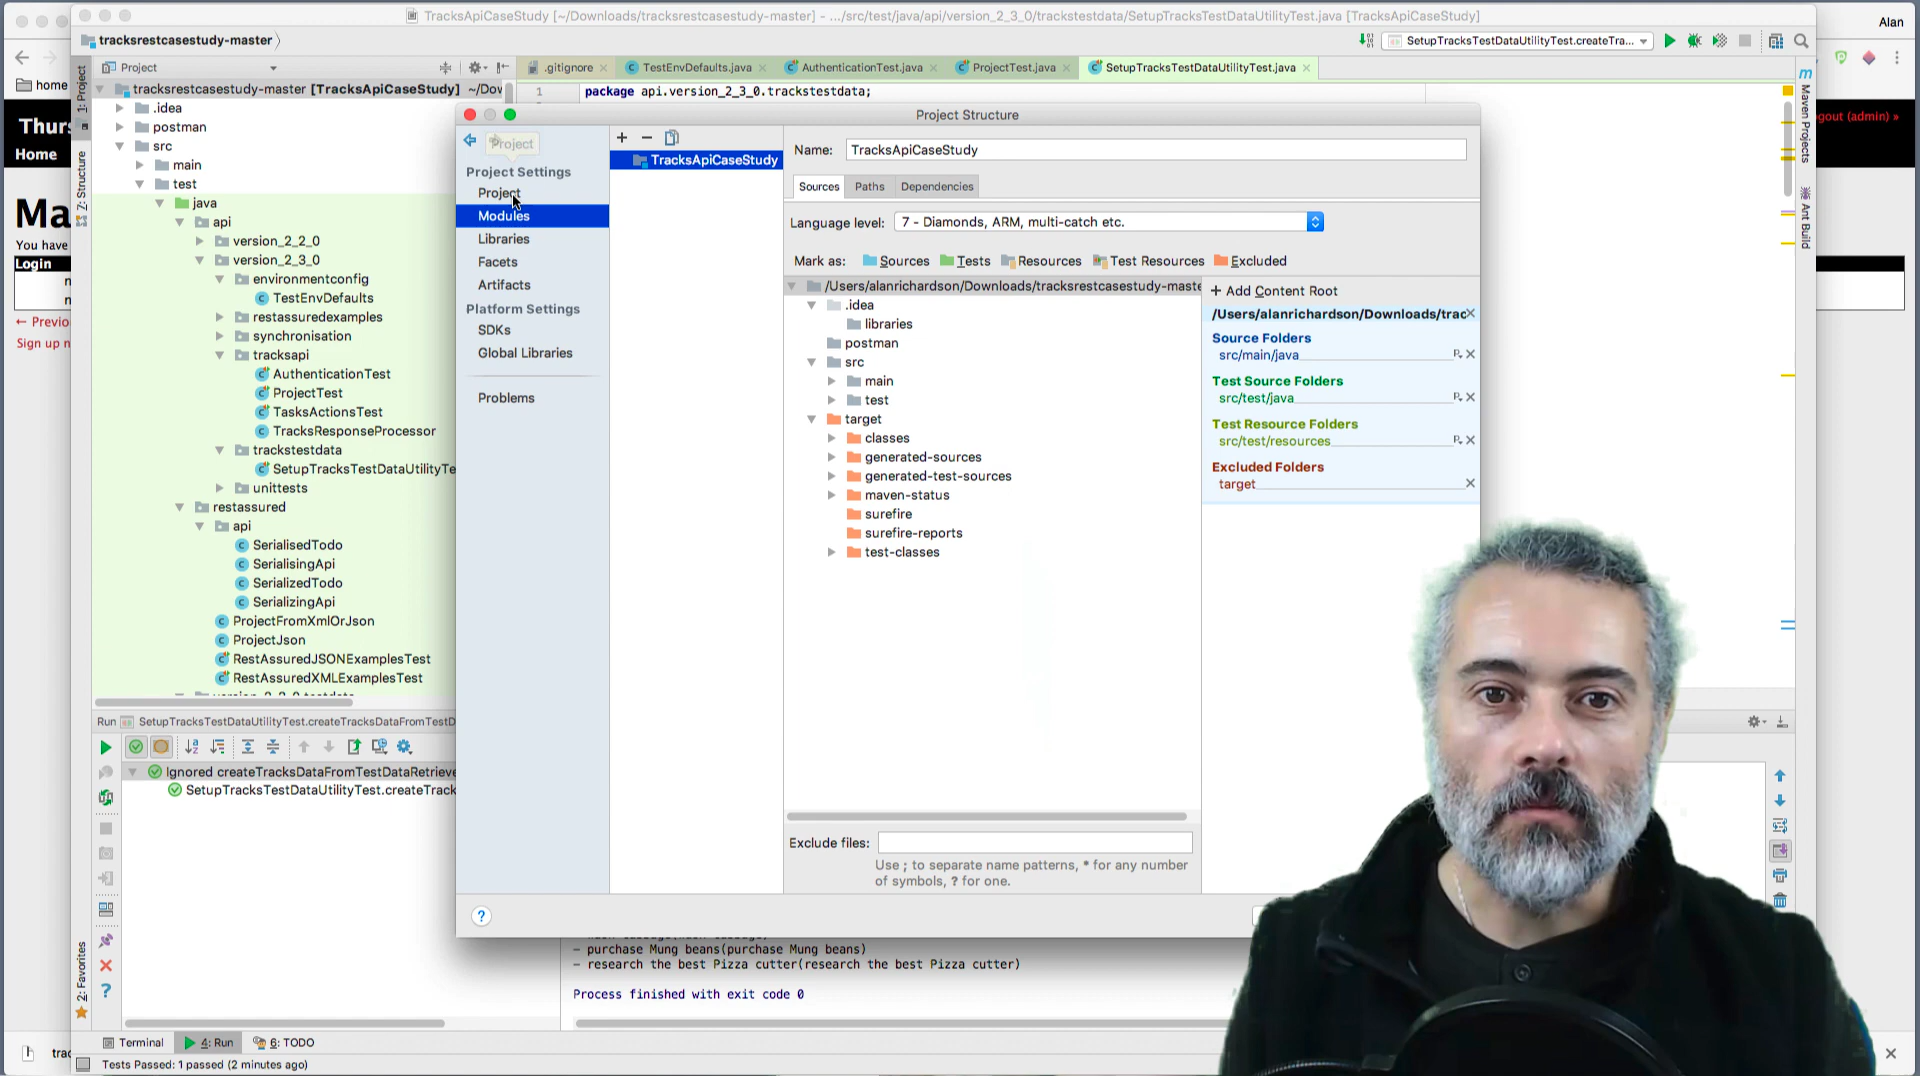 TracksApiCaseStudy [~/Downloads/tracksrestcasestudy-master] - .../src/test/java/api/version_2_3_0/trackstestdata/SetupTracksTestDataUtilityTest.java [TracksApiCaseStudy]
Alan
tracksrestcasestudy-master
SetupTracksTestDataUtilityTest.createTra...
Project
.gitignore
TestEnvDefaults.java
AuthenticationTest.java
ProjectTest.java
SetupTracksTestDataUtilityTest.java
home
1: Project
Z: Structure
2: Favorites
Maven Projects
Ant Build
tracksrestcasestudy-master [TracksApiCaseStudy] ~/Dov
1
package api.version_2_3_0.trackstestdata;
Thurs
Home
ogout (admin) »
Ma
You have
Login
n
n
← Previo
Sign up n
.idea
postman
src
main
test
java
api
version_2_2_0
version_2_3_0
environmentconfig
TestEnvDefaults
restassuredexamples
synchronisation
tracksapi
AuthenticationTest
ProjectTest
TasksActionsTest
TracksResponseProcessor
trackstestdata
SetupTracksTestDataUtilityTe
unittests
restassured
api
SerialisedTodo
SerialisingApi
SerializedTodo
SerializingApi
ProjectFromXmlOrJson
ProjectJson
RestAssuredJSONExamplesTest
RestAssuredXMLExamplesTest
Project Structure
Project
Project Settings
Project
Modules
Libraries
Facets
Artifacts
Platform Settings
SDKs
Global Libraries
Problems
TracksApiCaseStudy
Name: TracksApiCaseStudy
Sources Paths Dependencies
Language level: 7 - Diamonds, ARM, multi-catch etc.
Mark as: Sources Tests Resources Test Resources Excluded
/Users/alanrichardson/Downloads/tracksrestcasestudy-maste
.idea
libraries
postman
src
main
test
target
classes
generated-sources
generated-test-sources
maven-status
surefire
surefire-reports
test-classes
+ Add Content Root
/Users/alanrichardson/Downloads/trac
Source Folders
src/main/java
Test Source Folders
src/test/java
Test Resource Folders
src/test/resources
Excluded Folders
target
Exclude files:
Use ; to separate name patterns, * for any number
of symbols, ? for one.
?
Run SetupTracksTestDataUtilityTest.createTracksDataFromTestD
Ignored createTracksDataFromTestDataRetrieve
SetupTracksTestDataUtilityTest.createTrack
- purchase Mung beans(purchase Mung beans)
- research the best Pizza cutter(research the best Pizza cutter)
Process finished with exit code 0
Terminal
4: Run
6: TODO
trac
Tests Passed: 1 passed (2 minutes ago)